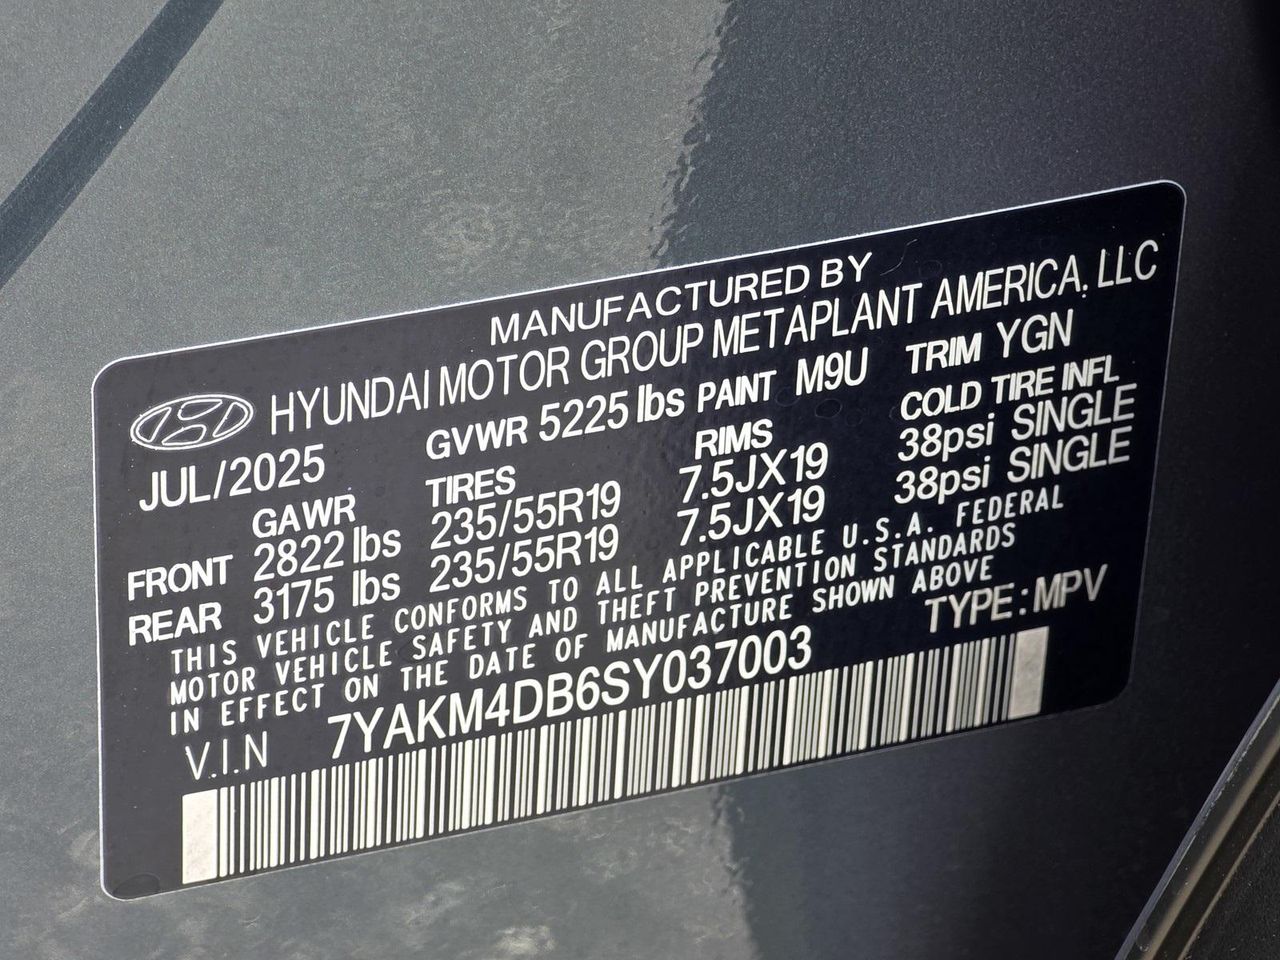 MANUFACTURED BY
HYUNDAI MOTOR GROUP METAPLANT AMERICA, LLC
JUL/2025 GVWR 5225 lbs PAINT M9U TRIM YGN
GAWR TIRES RIMS COLD TIRE INFL
FRONT 2822 lbs 235/55R19 7.5JX19 38psi SINGLE
REAR 3175 lbs 235/55R19 7.5JX19 38psi SINGLE
THIS VEHICLE CONFORMS TO ALL APPLICABLE U.S.A. FEDERAL
MOTOR VEHICLE SAFETY AND THEFT PREVENTION STANDARDS
IN EFFECT ON THE DATE OF MANUFACTURE SHOWN ABOVE
V.I.N 7YAKM4DB6SY037003 TYPE:MPV